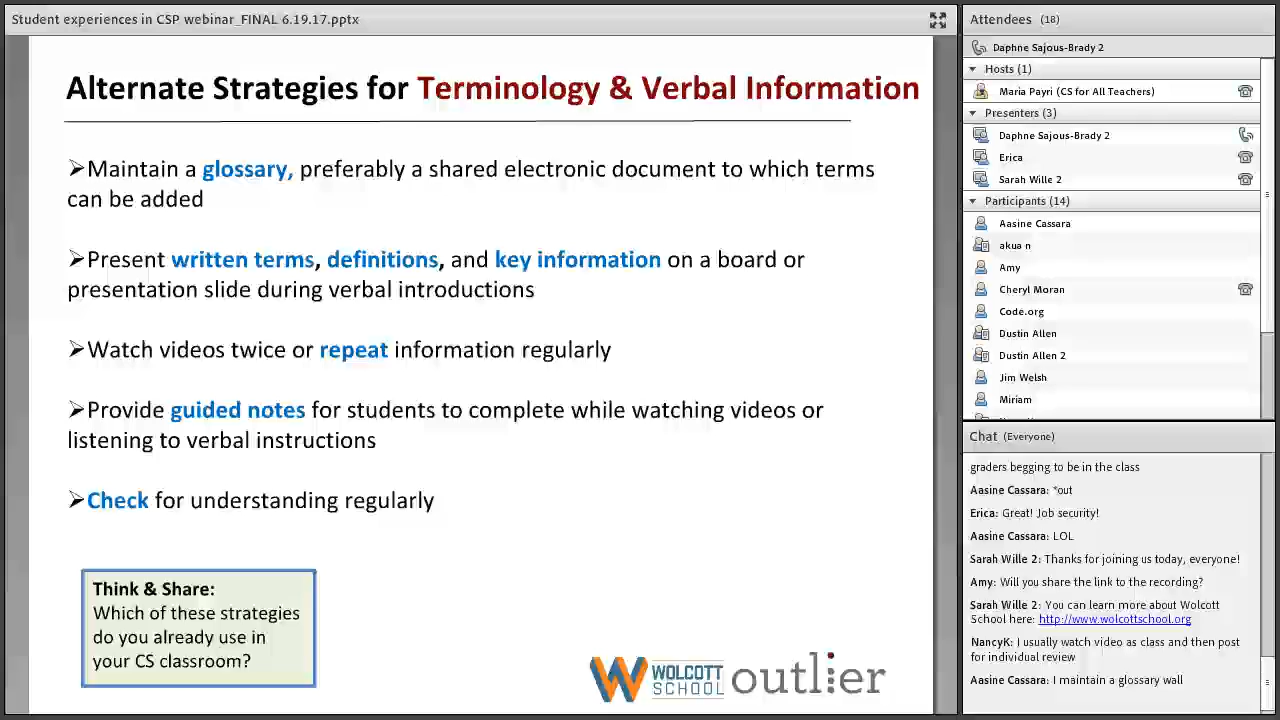 Student experiences in CSP webinar_FINAL 6.19.17.pptx
Alternate Strategies for Terminology & Verbal Information
➢Maintain a glossary, preferably a shared electronic document to which terms
can be added
➢Present written terms, definitions, and key information on a board or
presentation slide during verbal introductions
➢Watch videos twice or repeat information regularly
➢Provide guided notes for students to complete while watching videos or
listening to verbal instructions
➢Check for understanding regularly
Think & Share:
Which of these strategies
do you already use in
your CS classroom?
WOLCOTT
SCHOOL
outlier
Attendees (18)
Daphne Sajous-Brady 2
Hosts (1)
Maria Payri (CS for All Teachers)
Presenters (3)
Daphne Sajous-Brady 2
Erica
Sarah Wille 2
Participants (14)
Aasine Cassara
akua n
Amy
Cheryl Moran
Code.org
Dustin Allen
Dustin Allen 2
Jim Welsh
Miriam
Chat (Everyone)
graders begging to be in the class
Aasine Cassara: *out
Erica: Great! Job security!
Aasine Cassara: LOL
Sarah Wille 2: Thanks for joining us today, everyone!
Amy: Will you share the link to the recording?
Sarah Wille 2: You can learn more about Wolcott
School here: http://www.wolcottschool.org
NancyK: I usually watch video as class and then post
for individual review
Aasine Cassara: I maintain a glossary wall